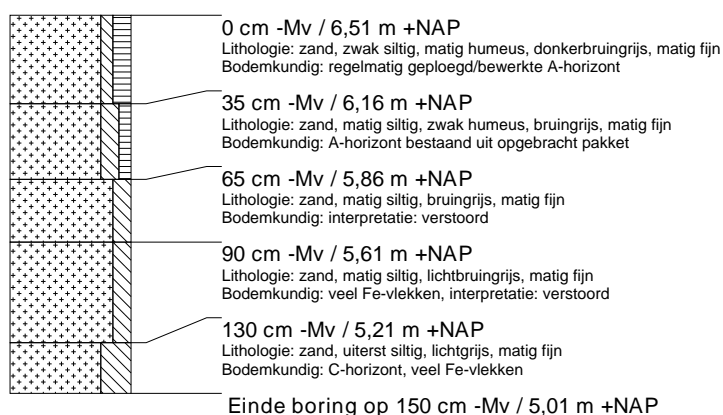 0 cm -Mv / 6,51 m +NAP
Lithologie: zand, zwak siltig, matig humeus, donkerbruingrijs, matig fijn
Bodemkundig: regelmatig geploegd/bewerkte A-horizont
35 cm -Mv / 6,16 m +NAP
Lithologie: zand, matig siltig, zwak humeus, bruingrijs, matig fijn
Bodemkundig: A-horizont bestaand uit opgebracht pakket
65 cm -Mv / 5,86 m +NAP
Lithologie: zand, matig siltig, bruingrijs, matig fijn
Bodemkundig: interpretatie: verstoord
90 cm -Mv / 5,61 m +NAP
Lithologie: zand, matig siltig, lichtbruingrijs, matig fijn
Bodemkundig: veel Fe-vlekken, interpretatie: verstoord
130 cm -Mv / 5,21 m +NAP
Lithologie: zand, uiterst siltig, lichtgrijs, matig fijn
Bodemkundig: C-horizont, veel Fe-vlekken
Einde boring op 150 cm -Mv / 5,01 m +NAP